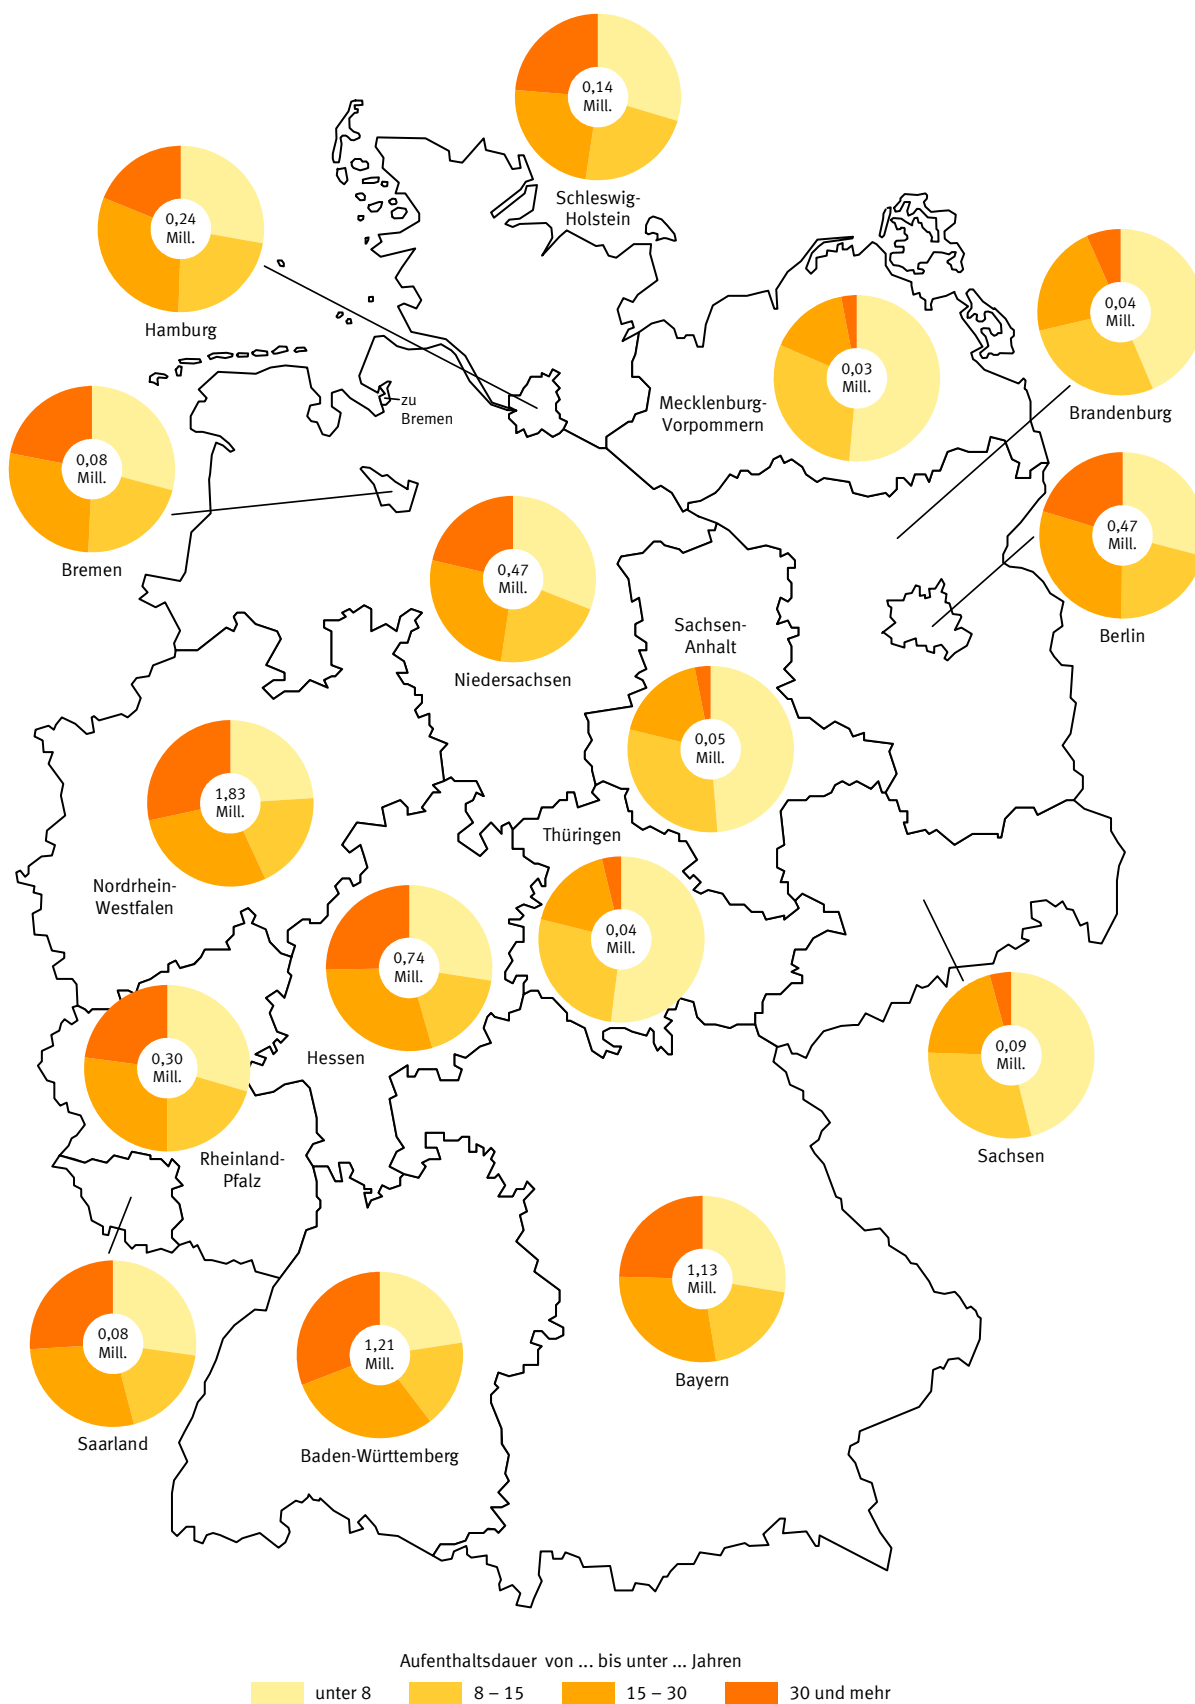 0,14
Mill.
Schleswig-
Holstein
0,24
Mill.
Hamburg
0,04
Mill.
Brandenburg
0,03
Mill.
Mecklenburg-
Vorpommern
zu
Bremen
0,08
Mill.
Bremen
0,47
Mill.
Berlin
0,47
Mill.
Niedersachsen
Sachsen-
Anhalt
0,05
Mill.
1,83
Mill.
Nordrhein-
Westfalen
Thüringen
0,04
Mill.
0,74
Mill.
Hessen
0,30
Mill.
Rheinland-
Pfalz
0,09
Mill.
Sachsen
0,08
Mill.
Saarland
1,21
Mill.
Baden-Württemberg
1,13
Mill.
Bayern
Aufenthaltsdauer von ... bis unter ... Jahren
unter 8 8 – 15 15 – 30 30 und mehr